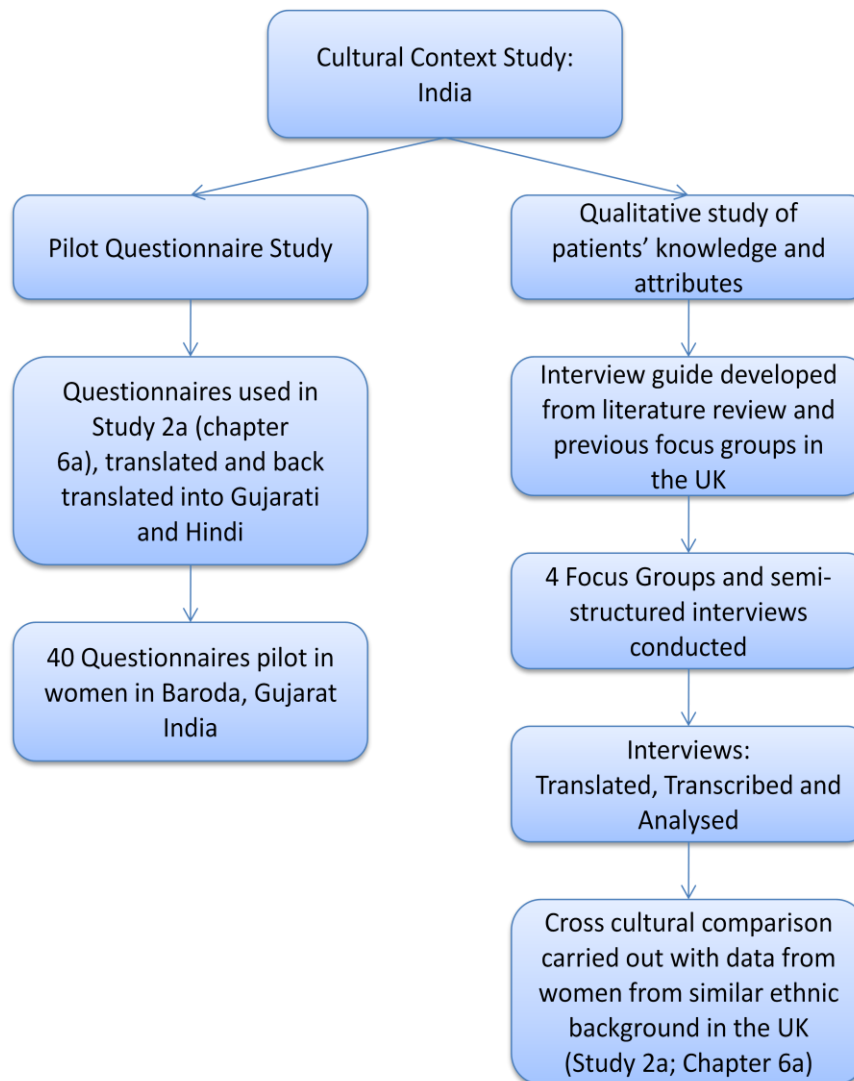 Cultural Context Study:
India
Pilot Questionnaire Study
Questionnaires used in
Study 2a (chapter
6a), translated and back
translated into Gujarati
and Hindi
40 Questionnaires pilot in
women in Baroda, Gujarat
India
Qualitative study of
patients’ knowledge and
attributes
Interview guide developed
from literature review and
previous focus groups in
the UK
4 Focus Groups and semi-
structured interviews
conducted
Interviews:
Translated, Transcribed and
Analysed
Cross cultural comparison
carried out with data from
women from similar ethnic
background in the UK
(Study 2a; Chapter 6a)